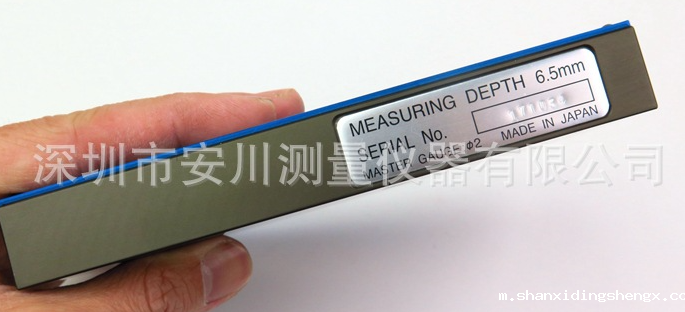 MEASURING DEPTH 6.5mm
SERIAL No.
MASTER GAUGE Φ2 MADE IN JAPAN
深圳市安川测量仪器有限公司
m.shanxidingshengx.com